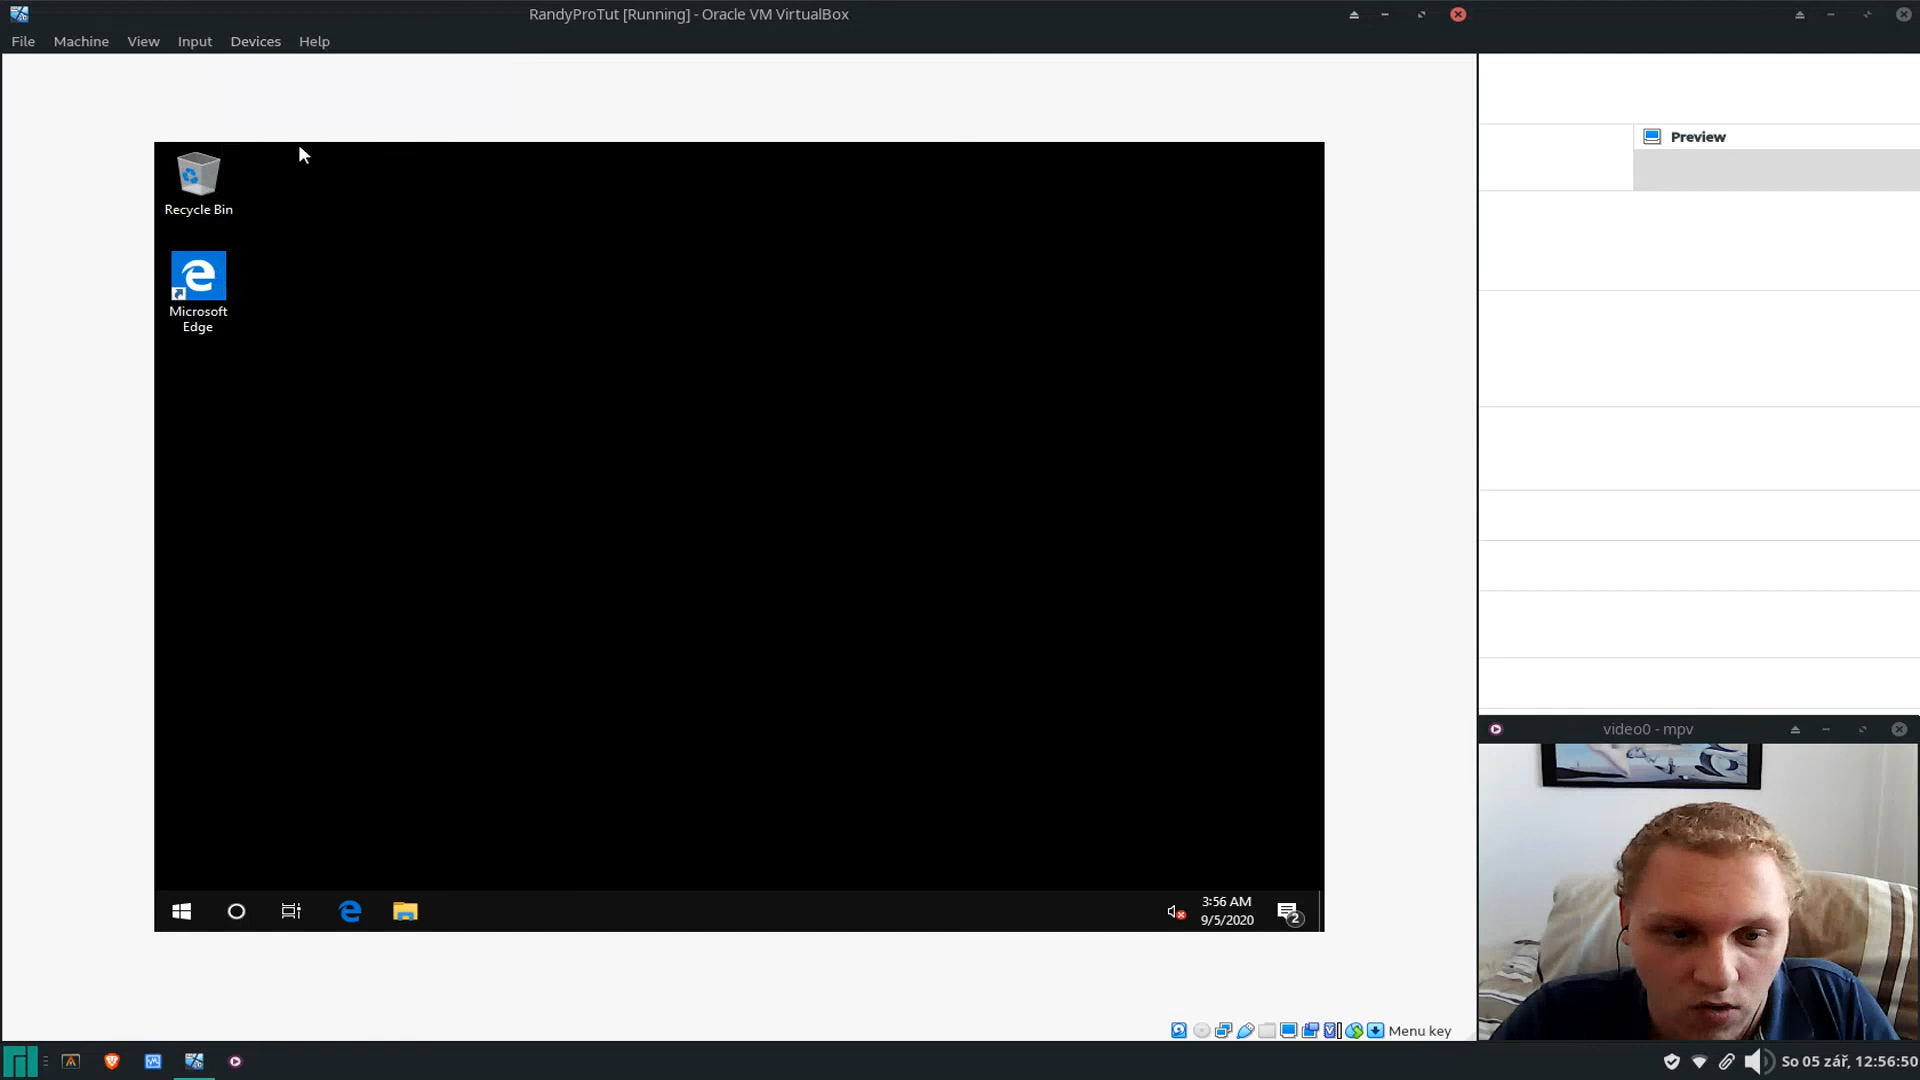 RandyProTut [Running] - Oracle VM VirtualBox
File Machine View Input Devices Help
Preview
Recycle Bin
Microsoft
Edge
video0 - mpv
3:56 AM
9/5/2020
2
Menu key
So 05 zář, 12:56:50